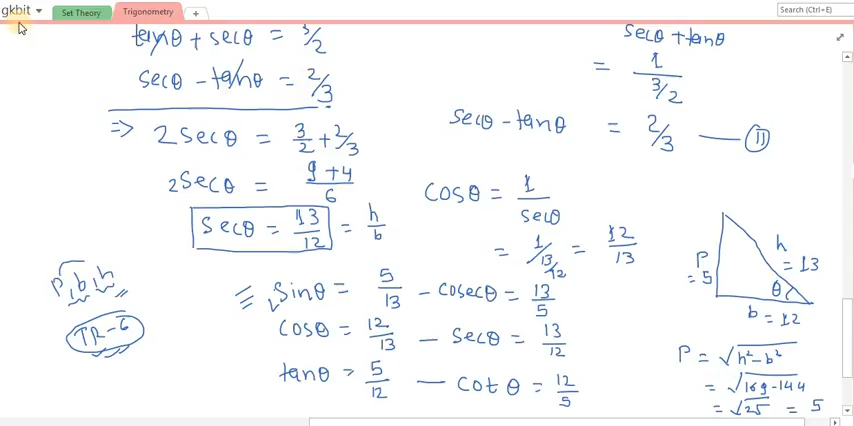 gkbit
Set Theory
Trigonometry
+
Search (Ctrl+E)
tanθ + secθ = 3/2
secθ - tanθ = 2/3
⇒ 2 secθ = 3/2 + 2/3
2secθ = 9+4/6
secθ = 13/12 = h/b
P, b, h
TR-6
secθ + tanθ
= 1/(3/2)
secθ - tanθ = 2/3 — (II)
cosθ = 1/secθ
= 1/(13/12) = 12/13
sinθ = 5/13 - cosecθ = 13/5
cosθ = 12/13 - secθ = 13/12
tanθ = 5/12 - cotθ = 12/5
P = 5
h = 13
θ
b = 12
P = √(h²-b²)
= √(169-144)
= √25 = 5